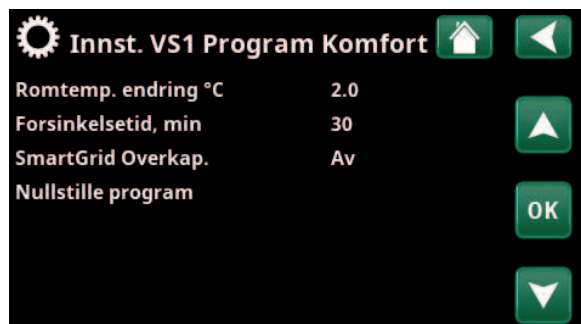 Innst. VS1 Program Komfort
Romtemp. endring °C 2.0
Forsinkelsetid, min 30
SmartGrid Overkap. Av
Nullstille program
OK